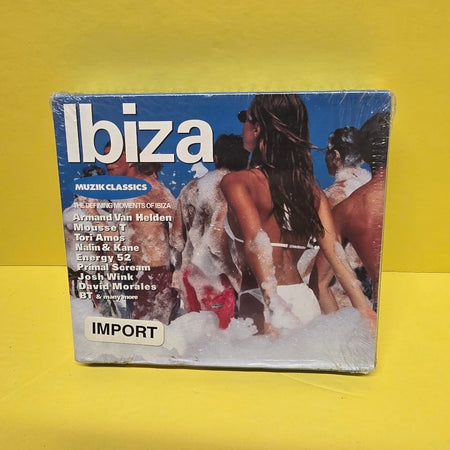 Ibiza
MUZIK CLASSICS
THE DEFINING MOMENTS OF IBIZA
Armand Van Helden
Mousse T
Tori Amos
Nalin & Kane
Energy 52
Primal Scream
Josh Wink
David Morales
BT & many more
IMPORT